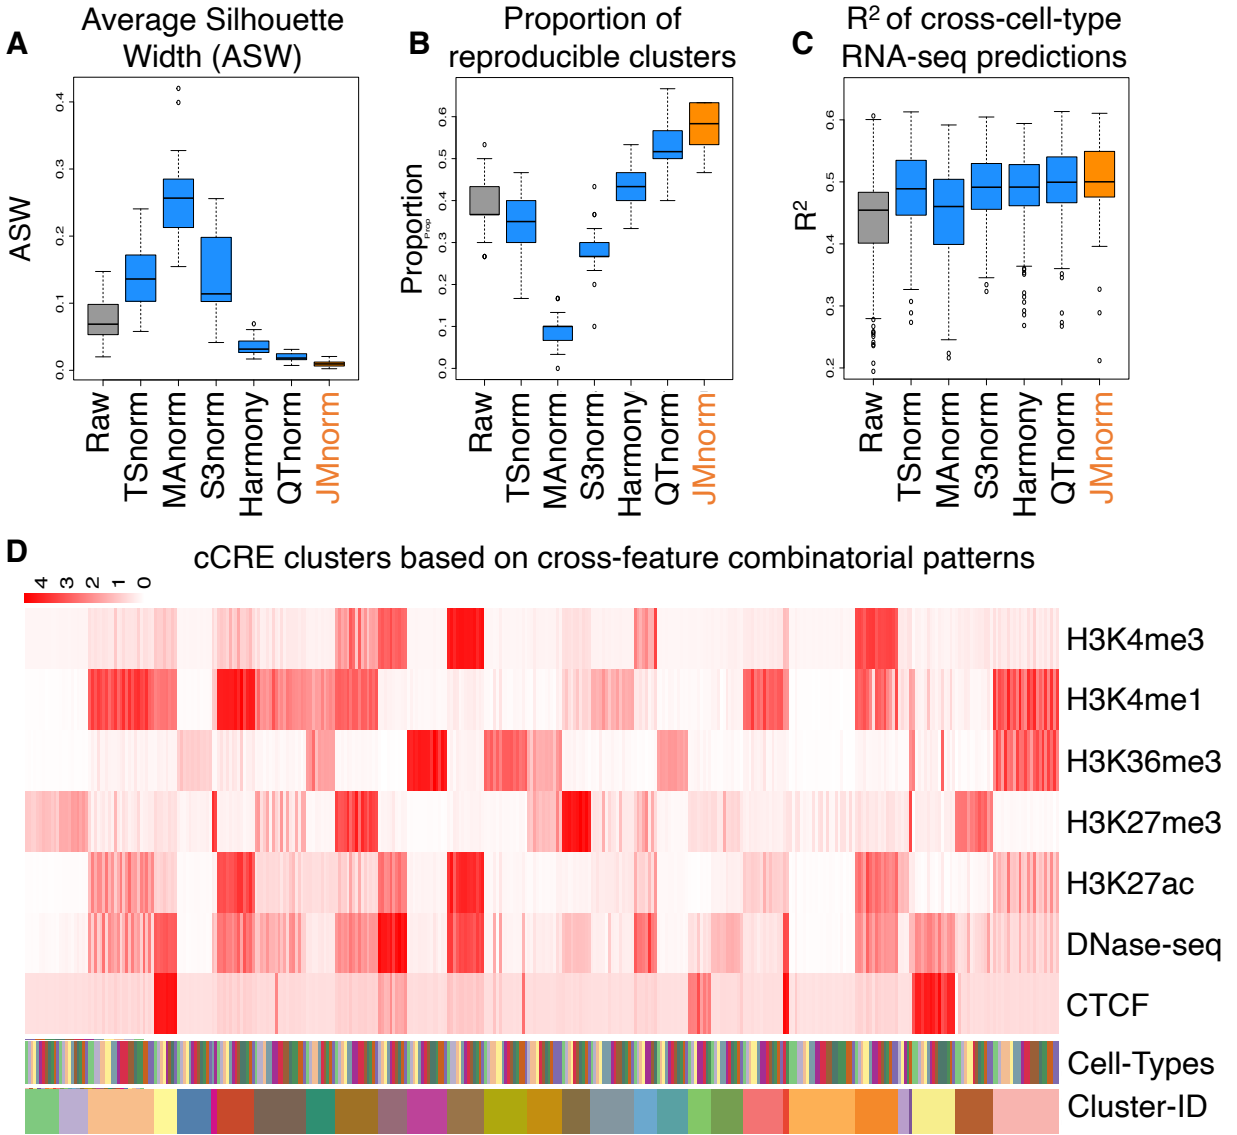 A
Average Silhouette
Width (ASW)
ASW
0.0
0.1
0.2
0.3
0.4
Raw
TSnorm
MAnorm
S3norm
Harmony
QTnorm
JMnorm
B
Proportion of
reproducible clusters
Proportion
Prop
0.0
0.1
0.2
0.3
0.4
0.5
0.6
Raw
TSnorm
MAnorm
S3norm
Harmony
QTnorm
JMnorm
C
R² of cross-cell-type
RNA-seq predictions
R²
0.2
0.3
0.4
0.5
0.6
Raw
TSnorm
MAnorm
S3norm
Harmony
QTnorm
JMnorm
D
cCRE clusters based on cross-feature combinatorial patterns
4 3 2 1 0
H3K4me3
H3K4me1
H3K36me3
H3K27me3
H3K27ac
DNase-seq
CTCF
Cell-Types
Cluster-ID